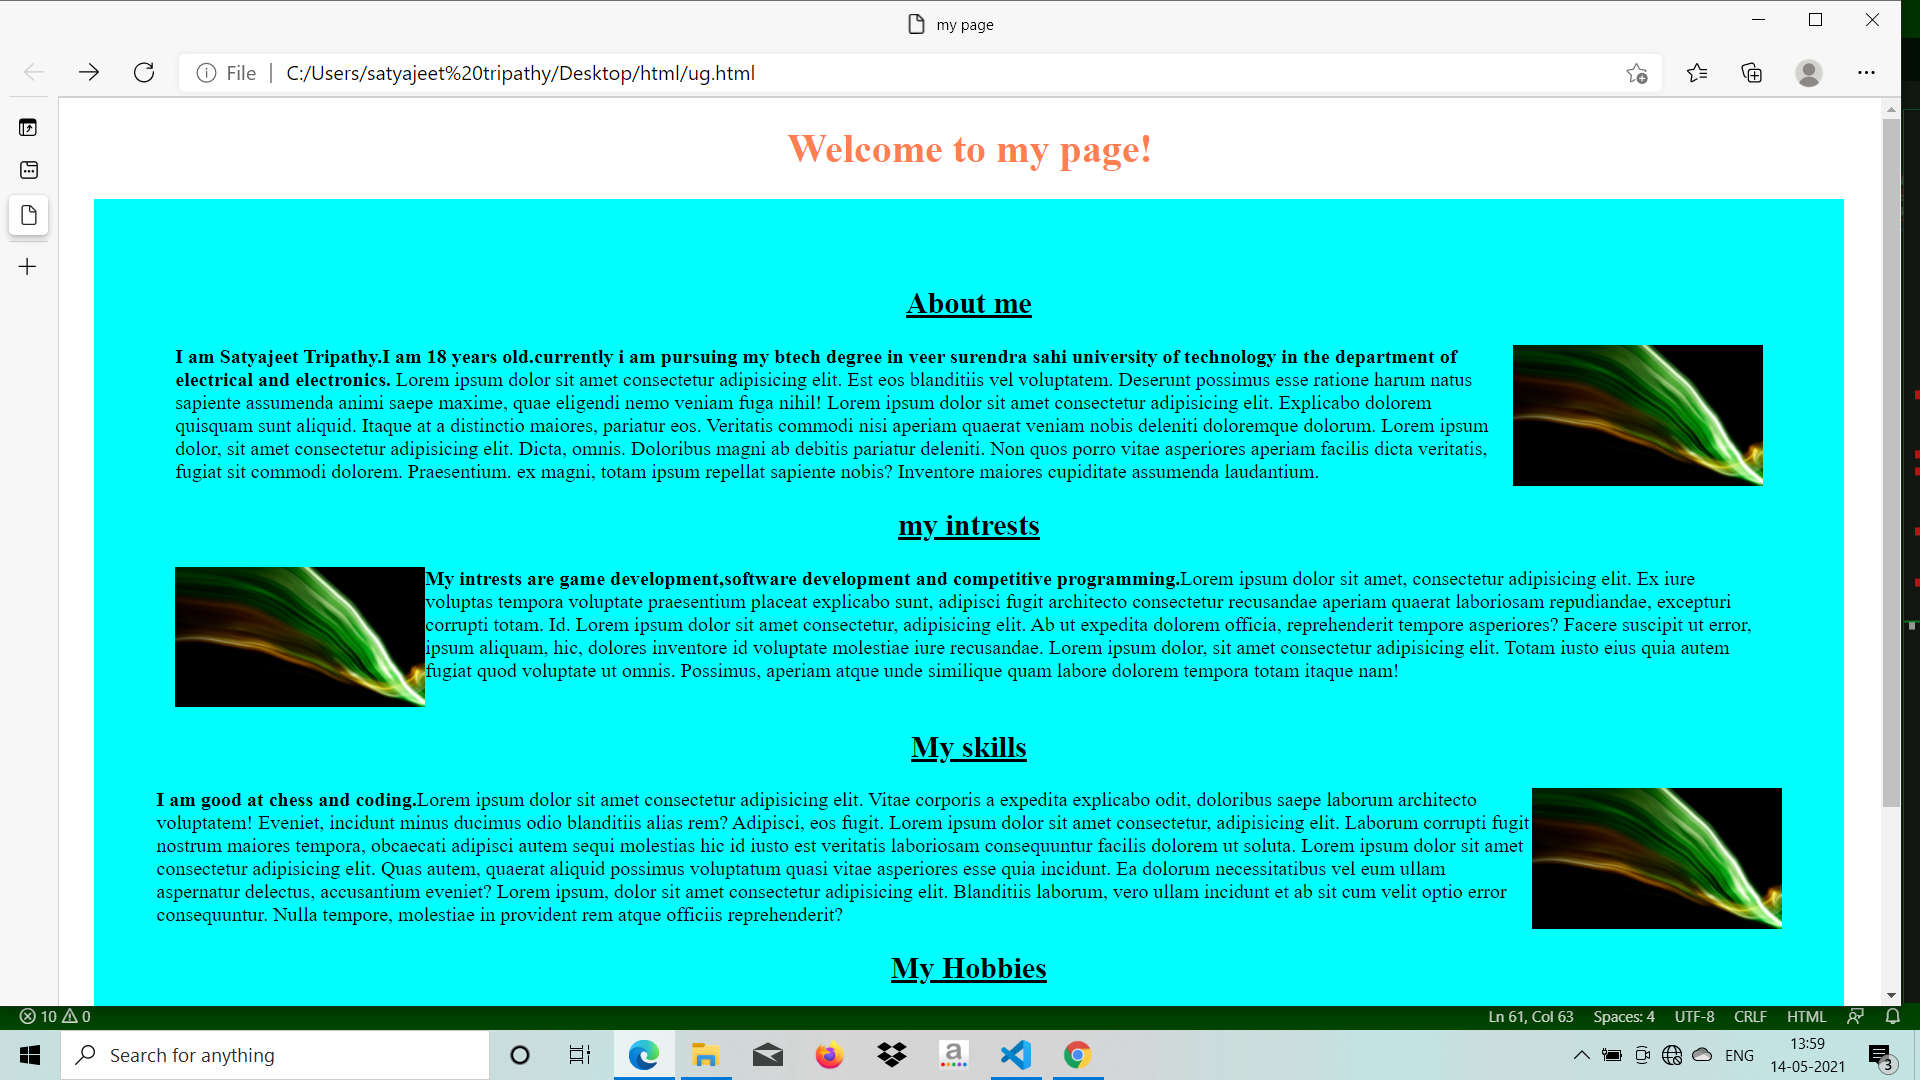 my page
File | C:/Users/satyajeet%20tripathy/Desktop/html/ug.html
Welcome to my page!
About me
I am Satyajeet Tripathy.I am 18 years old.currently i am pursuing my btech degree in veer surendra sahi university of technology in the department of
electrical and electronics. Lorem ipsum dolor sit amet consectetur adipisicing elit. Est eos blanditiis vel voluptatem. Deserunt possimus esse ratione harum natus
sapiente assumenda animi saepe maxime, quae eligendi nemo veniam fuga nihil! Lorem ipsum dolor sit amet consectetur adipisicing elit. Explicabo dolorem
quisquam sunt aliquid. Itaque at a distinctio maiores, pariatur eos. Veritatis commodi nisi aperiam quaerat veniam nobis deleniti doloremque dolorum. Lorem ipsum
dolor, sit amet consectetur adipisicing elit. Dicta, omnis. Doloribus magni ab debitis pariatur deleniti. Non quos porro vitae asperiores aperiam facilis dicta veritatis,
fugiat sit commodi dolorem. Praesentium. ex magni, totam ipsum repellat sapiente nobis? Inventore maiores cupiditate assumenda laudantium.
my intrests
My intrests are game development,software development and competitive programming.Lorem ipsum dolor sit amet, consectetur adipisicing elit. Ex iure
voluptas tempora voluptate praesentium placeat explicabo sunt, adipisci fugit architecto consectetur recusandae aperiam quaerat laboriosam repudiandae, excepturi
corrupti totam. Id. Lorem ipsum dolor sit amet consectetur, adipisicing elit. Ab ut expedita dolorem officia, reprehenderit tempore asperiores? Facere suscipit ut error,
ipsum aliquam, hic, dolores inventore id voluptate molestiae iure recusandae. Lorem ipsum dolor, sit amet consectetur adipisicing elit. Totam iusto eius quia autem
fugiat quod voluptate ut omnis. Possimus, aperiam atque unde similique quam labore dolorem tempora totam itaque nam!
My skills
I am good at chess and coding.Lorem ipsum dolor sit amet consectetur adipisicing elit. Vitae corporis a expedita explicabo odit, doloribus saepe laborum architecto
voluptatem! Eveniet, incidunt minus ducimus odio blanditiis alias rem? Adipisci, eos fugit. Lorem ipsum dolor sit amet consectetur, adipisicing elit. Laborum corrupti fugit
nostrum maiores tempora, obcaecati adipisci autem sequi molestias hic id iusto est veritatis laboriosam consequuntur facilis dolorem ut soluta. Lorem ipsum dolor sit amet
consectetur adipisicing elit. Quas autem, quaerat aliquid possimus voluptatum quasi vitae asperiores esse quia incidunt. Ea dolorum necessitatibus vel eum ullam
aspernatur delectus, accusantium eveniet? Lorem ipsum, dolor sit amet consectetur adipisicing elit. Blanditiis laborum, vero ullam incidunt et ab sit cum velit optio error
consequuntur. Nulla tempore, molestiae in provident rem atque officiis reprehenderit?
My Hobbies
10 0 Ln 61, Col 63 Spaces: 4 UTF-8 CRLF HTML
Search for anything
a
ENG
13:59
14-05-2021
3